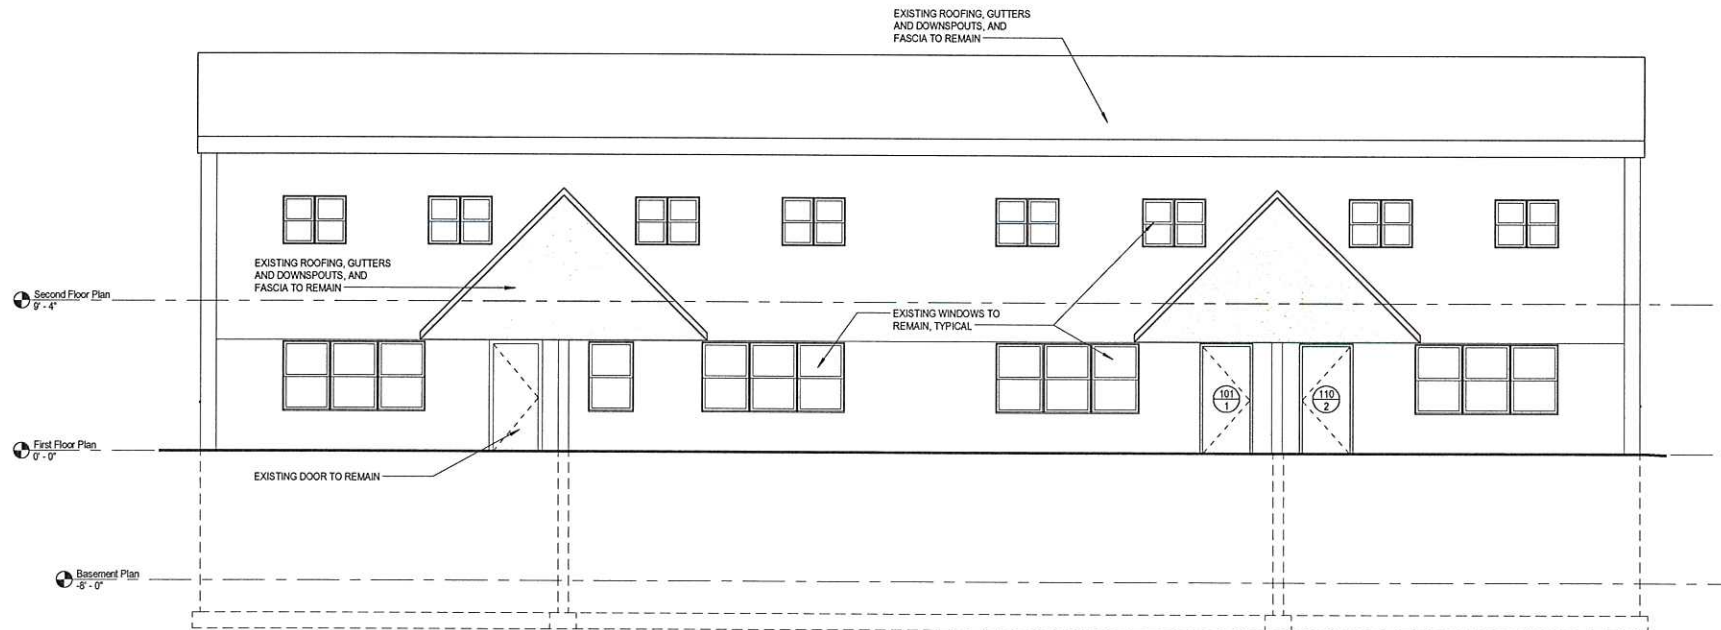 EXISTING ROOFING, GUTTERS
AND DOWNSPOUTS, AND
FASCIA TO REMAIN
EXISTING ROOFING, GUTTERS
AND DOWNSPOUTS, AND
FASCIA TO REMAIN
Second Floor Plan
9' - 4"
EXISTING WINDOWS TO
REMAIN, TYPICAL
101
1
110
2
First Floor Plan
0' - 0"
EXISTING DOOR TO REMAIN
Basement Plan
-8' - 0"